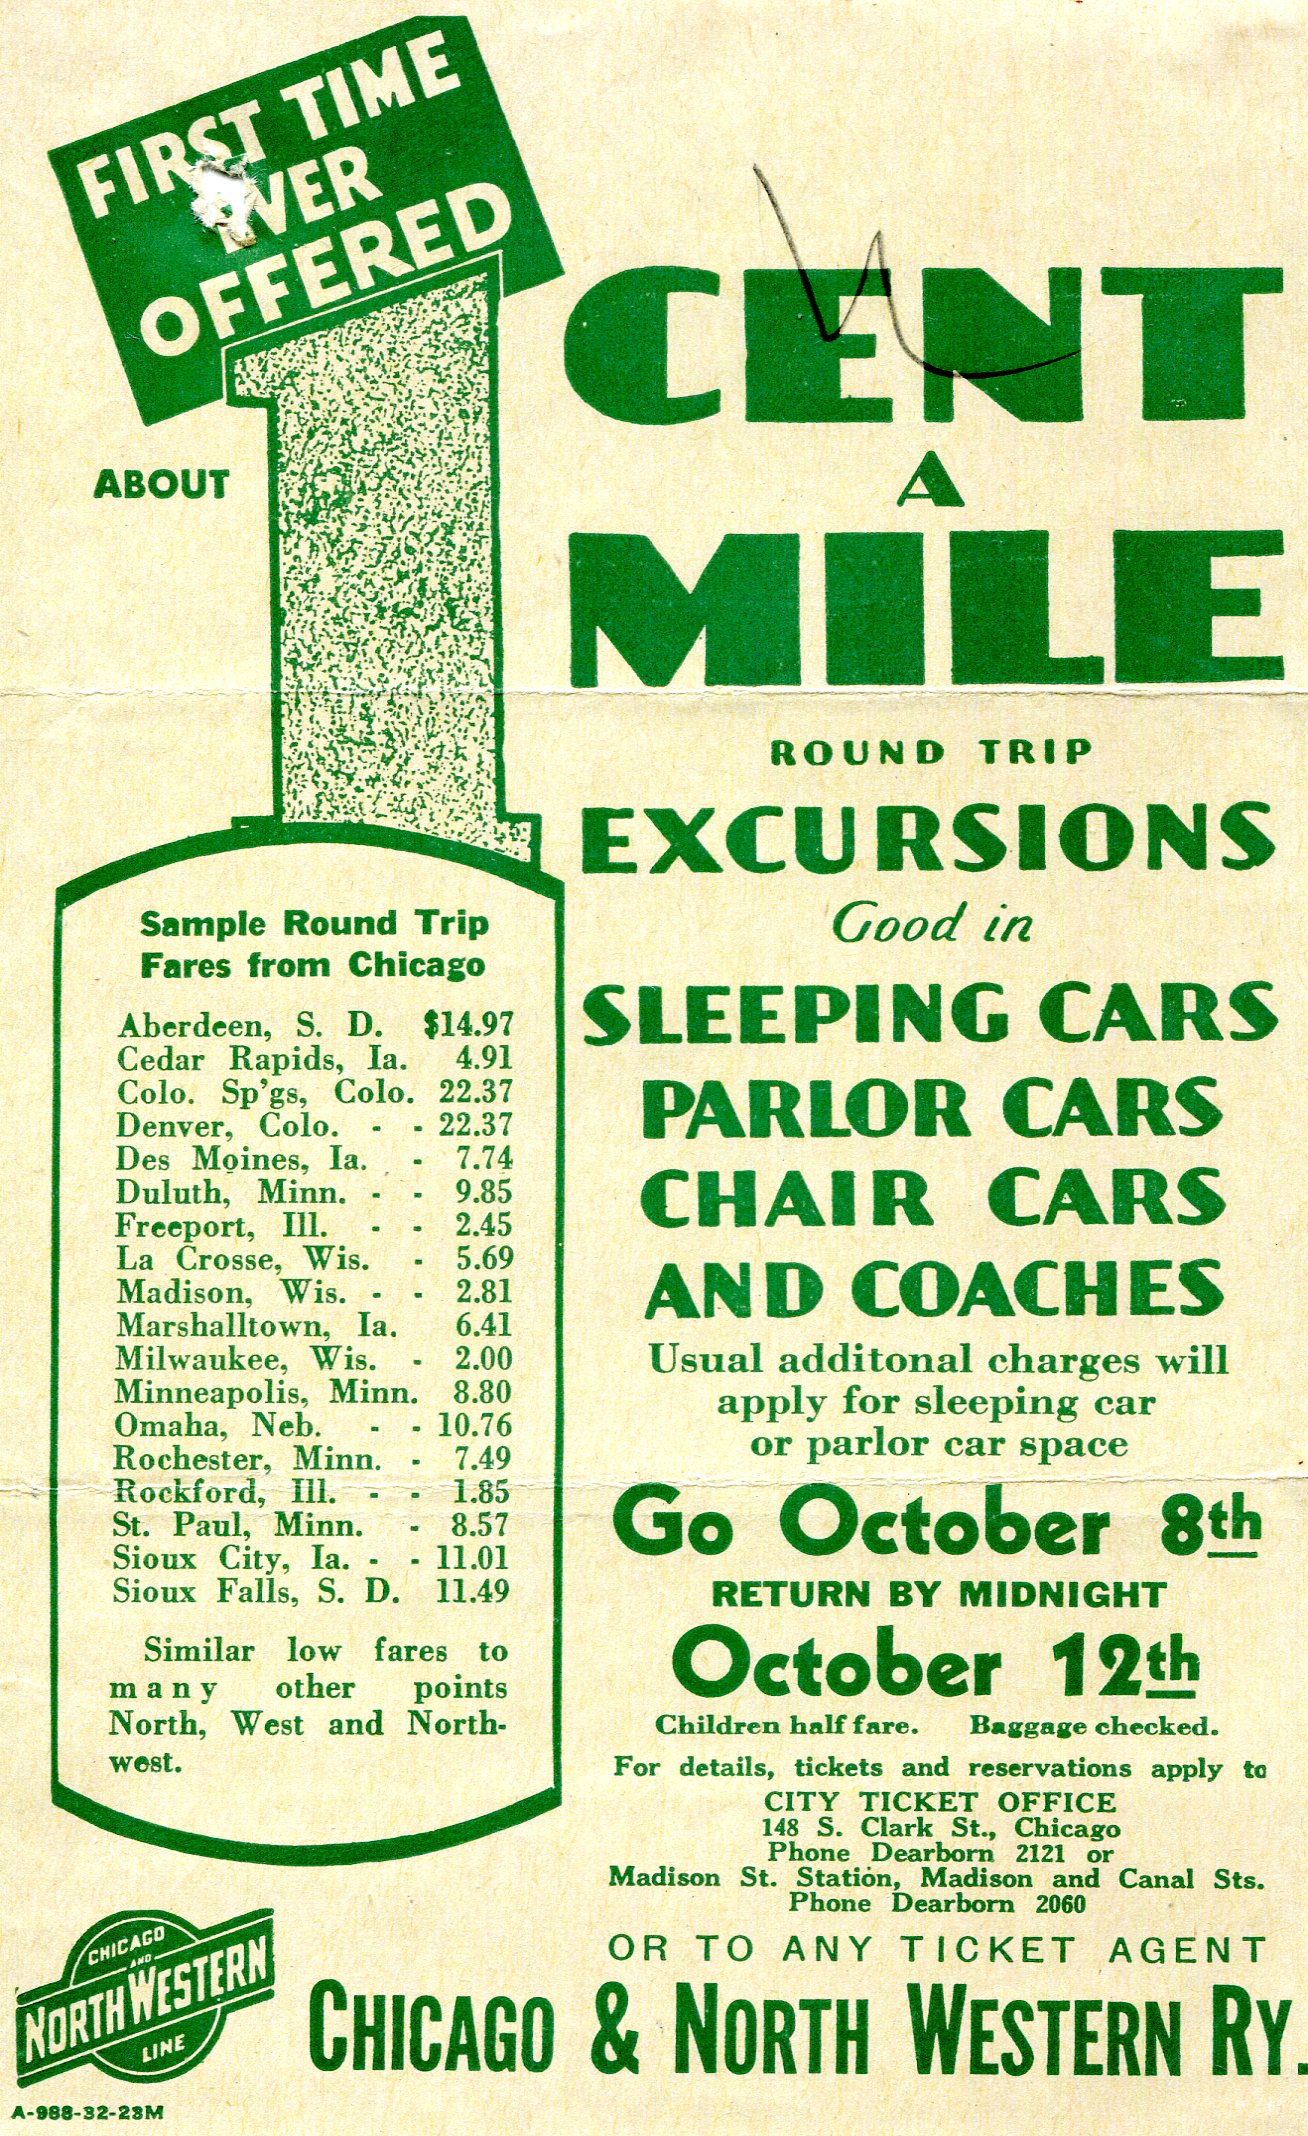 FIRST TIME
EVER
OFFERED
ABOUT
1
CENT
A
MILE
ROUND TRIP
EXCURSIONS
Good in
SLEEPING CARS
PARLOR CARS
CHAIR CARS
AND COACHES
Usual additonal charges will
apply for sleeping car
or parlor car space
Go October 8th
RETURN BY MIDNIGHT
October 12th
Children half fare. Baggage checked.
For details, tickets and reservations apply to
CITY TICKET OFFICE
148 S. Clark St., Chicago
Phone Dearborn 2121 or
Madison St. Station, Madison and Canal Sts.
Phone Dearborn 2060
OR TO ANY TICKET AGENT
Sample Round Trip
Fares from Chicago
Aberdeen, S. D. $14.97
Cedar Rapids, Ia. 4.91
Colo. Sp'gs, Colo. 22.37
Denver, Colo. - - 22.37
Des Moines, Ia. - 7.74
Duluth, Minn. - - 9.85
Freeport, Ill. - - 2.45
La Crosse, Wis. - 5.69
Madison, Wis. - - 2.81
Marshalltown, Ia. 6.41
Milwaukee, Wis. - 2.00
Minneapolis, Minn. 8.80
Omaha, Neb. - - 10.76
Rochester, Minn. - 7.49
Rockford, Ill. - - 1.85
St. Paul, Minn. - 8.57
Sioux City, Ia. - - 11.01
Sioux Falls, S. D. 11.49
Similar low fares to
many other points
North, West and North-
west.
CHICAGO
AND
NORTH WESTERN
LINE
CHICAGO & NORTH WESTERN RY.
A-988-32-23M